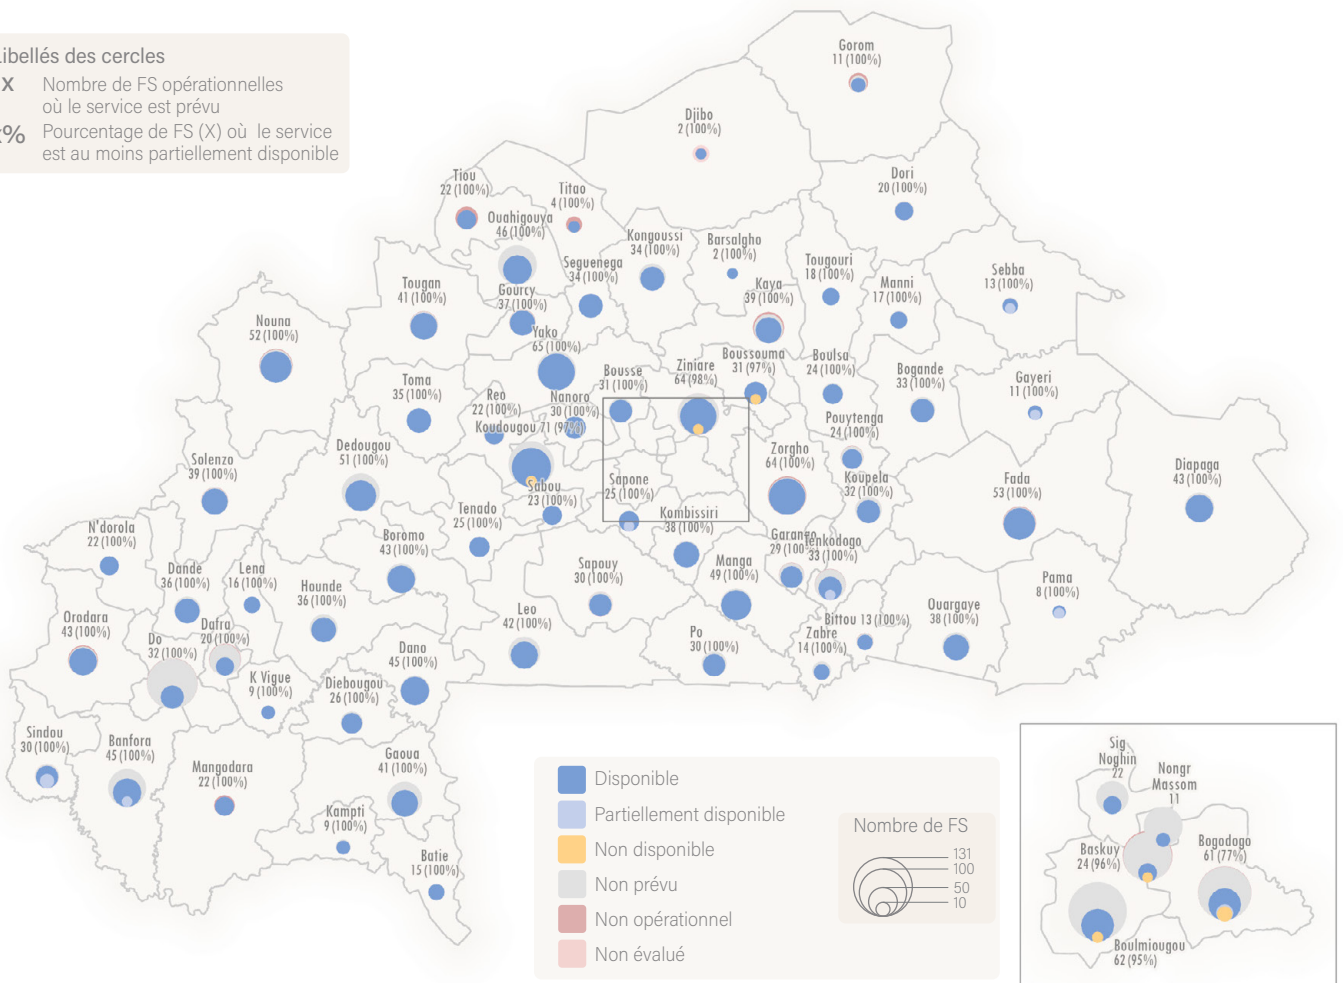 Libellés des cercles
X Nombre de FS opérationnelles
où le service est prévu
% Pourcentage de FS (X) où le service
est au moins partiellement disponible
Gorom
11 (100%)
Djibo
2 (100%)
Dori
20 (100%)
Tiou
22 (100%)
Titao
4 (100%)
Ouahigouya
46 (100%)
Kongoussi
34 (100%)
Barsalgho
2 (100%)
Seguenega
34 (100%)
Tougouri
18 (100%)
Sebba
13 (100%)
Kaya
39 (100%)
Manni
17 (100%)
Tougan
41 (100%)
Gourcy
37 (100%)
Nouna
52 (100%)
Yako
65 (100%)
Boussouma
31 (97%)
Boulsa
24 (100%)
Ziniare
64 (98%)
Bousse
31 (100%)
Bogande
33 (100%)
Gayeri
11 (100%)
Toma
35 (100%)
Reo
22 (100%)
Nanoro
30 (100%)
Koudougou 71 (97%)
Pouytenga
24 (100%)
Dedougou
51 (100%)
Zorgho
64 (100%)
Solenzo
39 (100%)
Diapaga
43 (100%)
Sabou
23 (100%)
Sapone
25 (100%)
Koupela
32 (100%)
Fada
53 (100%)
Tenado
25 (100%)
Kombissiri
38 (100%)
N'dorola
22 (100%)
Boromo
43 (100%)
Garango
29 (100%)
Tenkodogo
33 (100%)
Dande
36 (100%)
Lena
16 (100%)
Hounde
36 (100%)
Sapouy
30 (100%)
Manga
49 (100%)
Pama
8 (100%)
Orodara
43 (100%)
Dafra
20 (100%)
Do
32 (100%)
Leo
42 (100%)
Ouargaye
38 (100%)
Bittou 13 (100%)
Po
30 (100%)
Zabre
14 (100%)
Dano
45 (100%)
K Vigue
9 (100%)
Diebougou
26 (100%)
Sindou
30 (100%)
Banfora
45 (100%)
Mangodara
22 (100%)
Gaoua
41 (100%)
Kampti
9 (100%)
Batie
15 (100%)
Disponible
Partiellement disponible
Non disponible
Non prévu
Non opérationnel
Non évalué
Nombre de FS
131
100
50
10
Sig
Noghin
22
Nongr
Massom
11
Baskuy
24 (96%)
Bogodogo
61 (77%)
Boulmiougou
62 (95%)